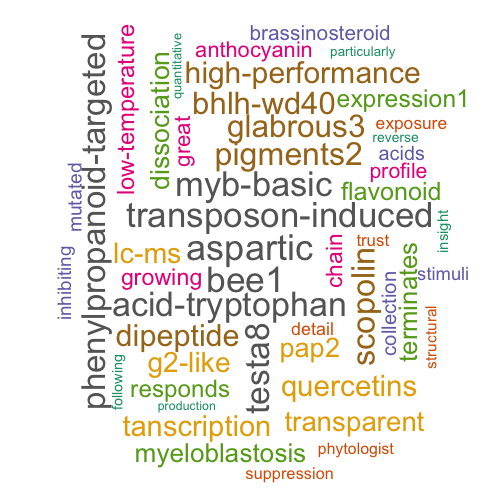 brassinosteroid
anthocyanin
particularly
quantitative
low-temperature
phenylpropanoid-targeted
dissociation
great
high-performance
bhlh-wd40
expression1
glabrous3
exposure
reverse
pigments2
acids
profile
mutated
myb-basic
flavonoid
transposon-induced
insight
lc-ms
aspartic
chain
trust
inhibiting
growing
bee1
scopolin
collection
terminates
stimuli
acid-tryptophan
structural
dipeptide
testa8
detail
pap2
g2-like
following
responds
quercetins
production
tanscription
transparent
myeloblastosis
phytologist
suppression